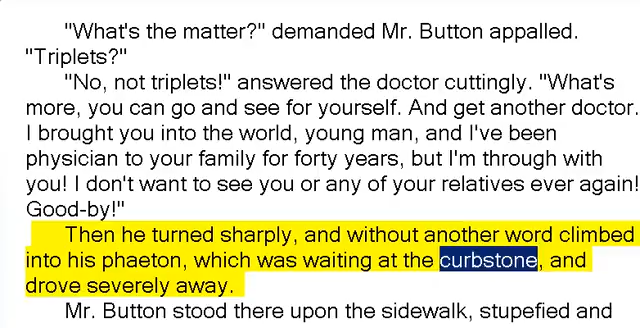 "What's the matter?" demanded Mr. Button appalled.
"Triplets?"
"No, not triplets!" answered the doctor cuttingly. "What's
more, you can go and see for yourself. And get another doctor.
I brought you into the world, young man, and I've been
physician to your family for forty years, but I'm through with
you! I don't want to see you or any of your relatives ever again!
Good-by!"
Then he turned sharply, and without another word climbed
into his phaeton, which was waiting at the curbstone, and
drove severely away.
Mr. Button stood there upon the sidewalk, stupefied and